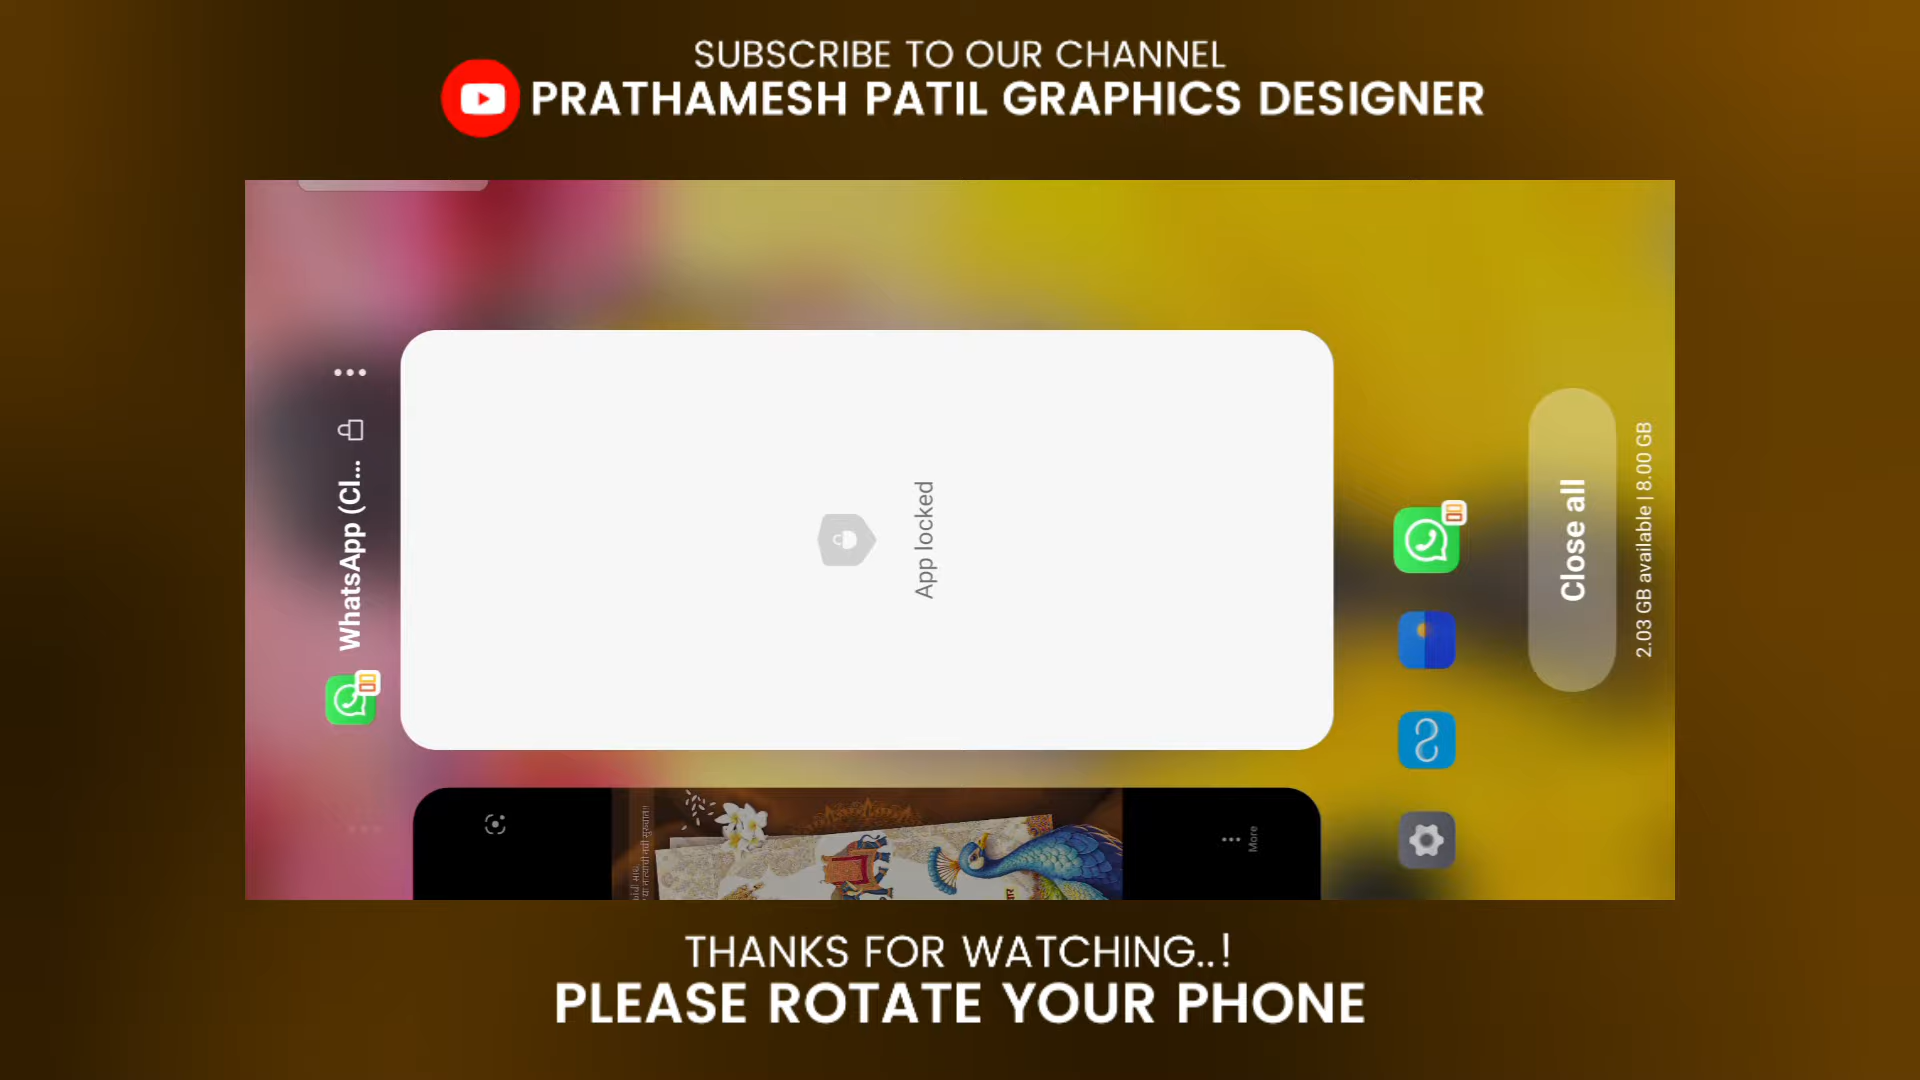 SUBSCRIBE TO OUR CHANNEL
PRATHAMESH PATIL GRAPHICS DESIGNER
WhatsApp (Cl...
App locked
More
Close all
2.03 GB available | 8.00 GB
THANKS FOR WATCHING..!
PLEASE ROTATE YOUR PHONE